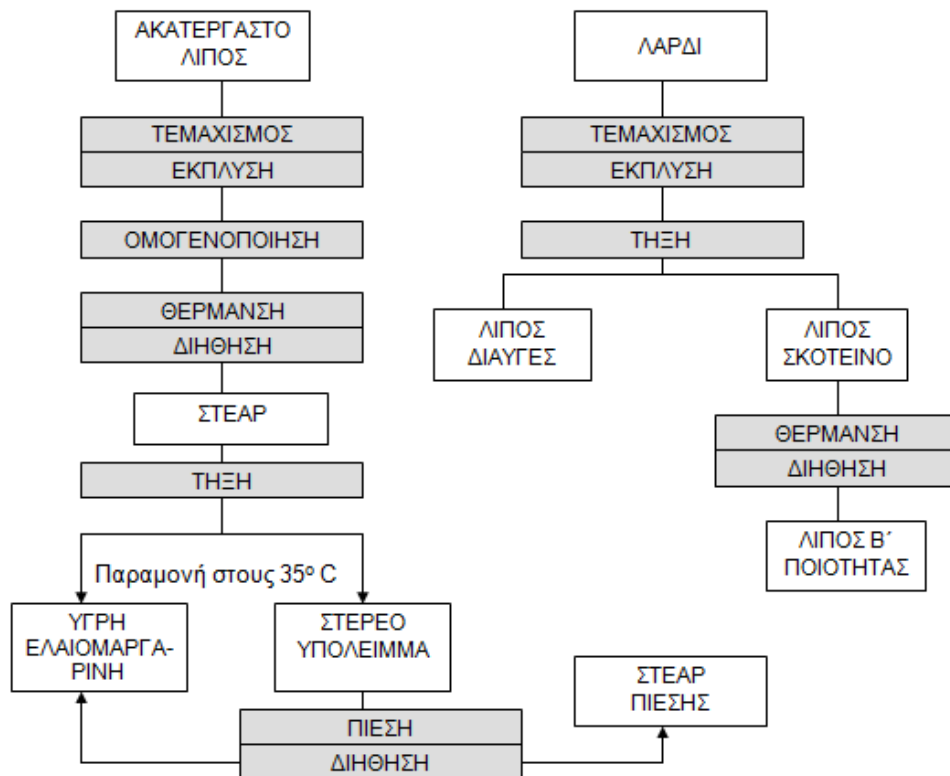 ΑΚΑΤΕΡΓΑΣΤΟ
ΛΙΠΟΣ
ΤΕΜΑΧΙΣΜΟΣ
ΕΚΠΛΥΣΗ
ΟΜΟΓΕΝΟΠΟΙΗΣΗ
ΘΕΡΜΑΝΣΗ
ΔΙΗΘΗΣΗ
ΣΤΕΑΡ
ΤΗΞΗ
Παραμονή στους 35º C
ΥΓΡΗ
ΕΛΑΙΟΜΑΡΓΑ-
ΡΙΝΗ
ΣΤΕΡΕΟ
ΥΠΟΛΕΙΜΜΑ
ΠΙΕΣΗ
ΔΙΗΘΗΣΗ
ΣΤΕΑΡ
ΠΙΕΣΗΣ
ΛΑΡΔΙ
ΤΕΜΑΧΙΣΜΟΣ
ΕΚΠΛΥΣΗ
ΤΗΞΗ
ΛΙΠΟΣ
ΔΙΑΥΓΕΣ
ΛΙΠΟΣ
ΣΚΟΤΕΙΝΟ
ΘΕΡΜΑΝΣΗ
ΔΙΗΘΗΣΗ
ΛΙΠΟΣ Β΄
ΠΟΙΟΤΗΤΑΣ